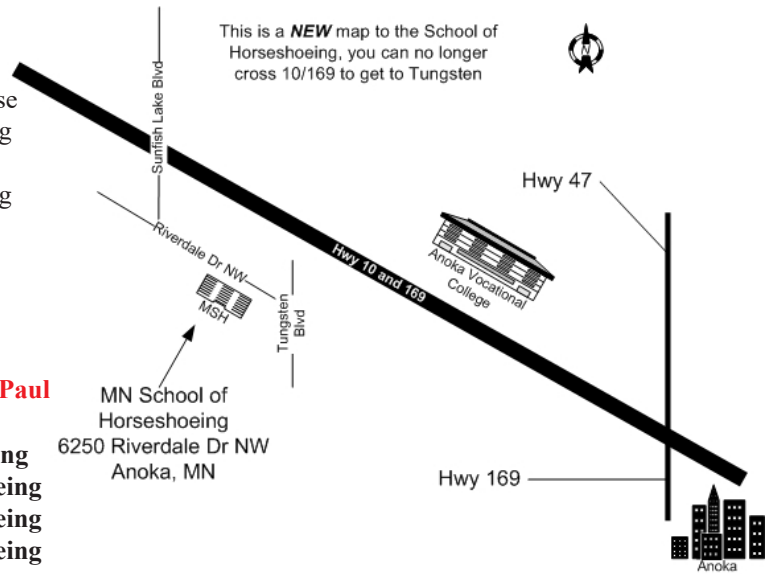 This is a NEW map to the School of
Horseshoeing, you can no longer
cross 10/169 to get to Tungsten
N
Sunfish Lake Blvd
se
g
g
Hwy 47
Riverdale Dr NW
Hwy 10 and 169
Anoka Vocational
College
MSH
Tungsten
Blvd
Paul
MN School of
Horseshoeing
6250 Riverdale Dr NW
Anoka, MN
ng
eing
eing
eing
Hwy 169
Anoka